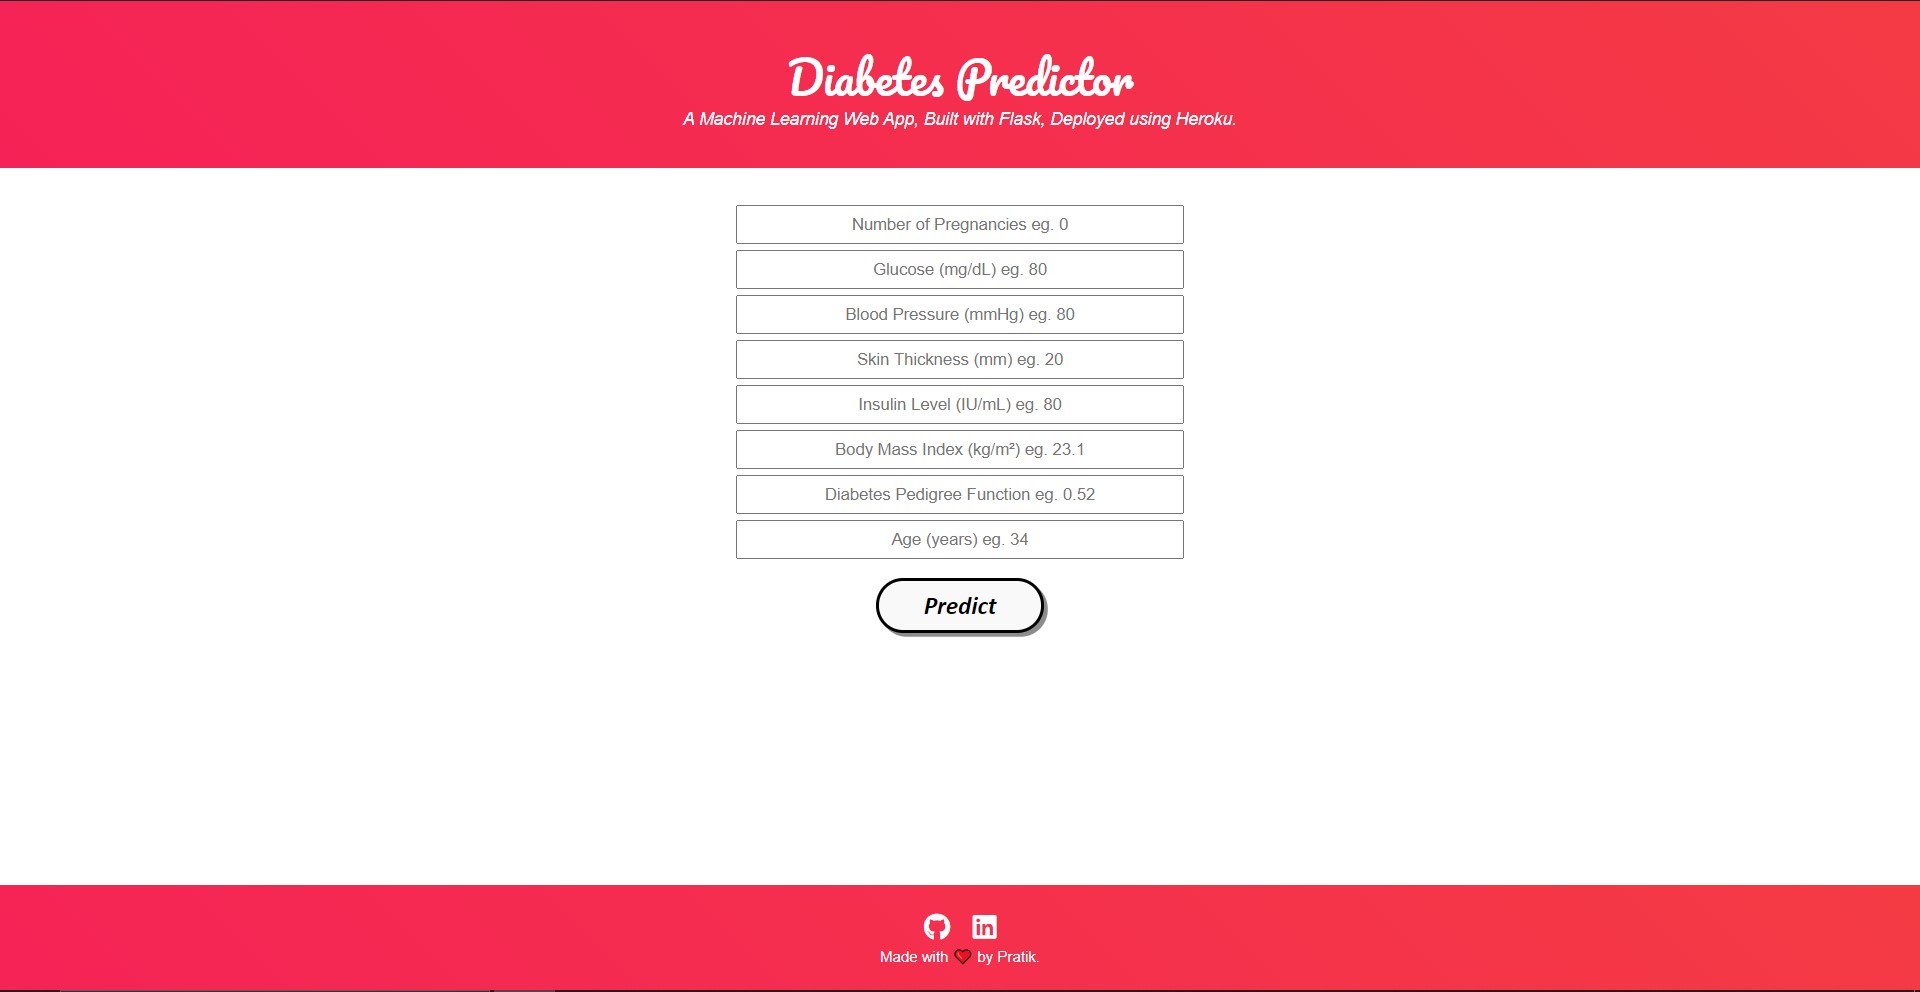 Diabetes Predictor
A Machine Learning Web App, Built with Flask, Deployed using Heroku.
Number of Pregnancies eg. 0
Glucose (mg/dL) eg. 80
Blood Pressure (mmHg) eg. 80
Skin Thickness (mm) eg. 20
Insulin Level (IU/mL) eg. 80
Body Mass Index (kg/m²) eg. 23.1
Diabetes Pedigree Function eg. 0.52
Age (years) eg. 34
Predict
in
Made with ❤ by Pratik.